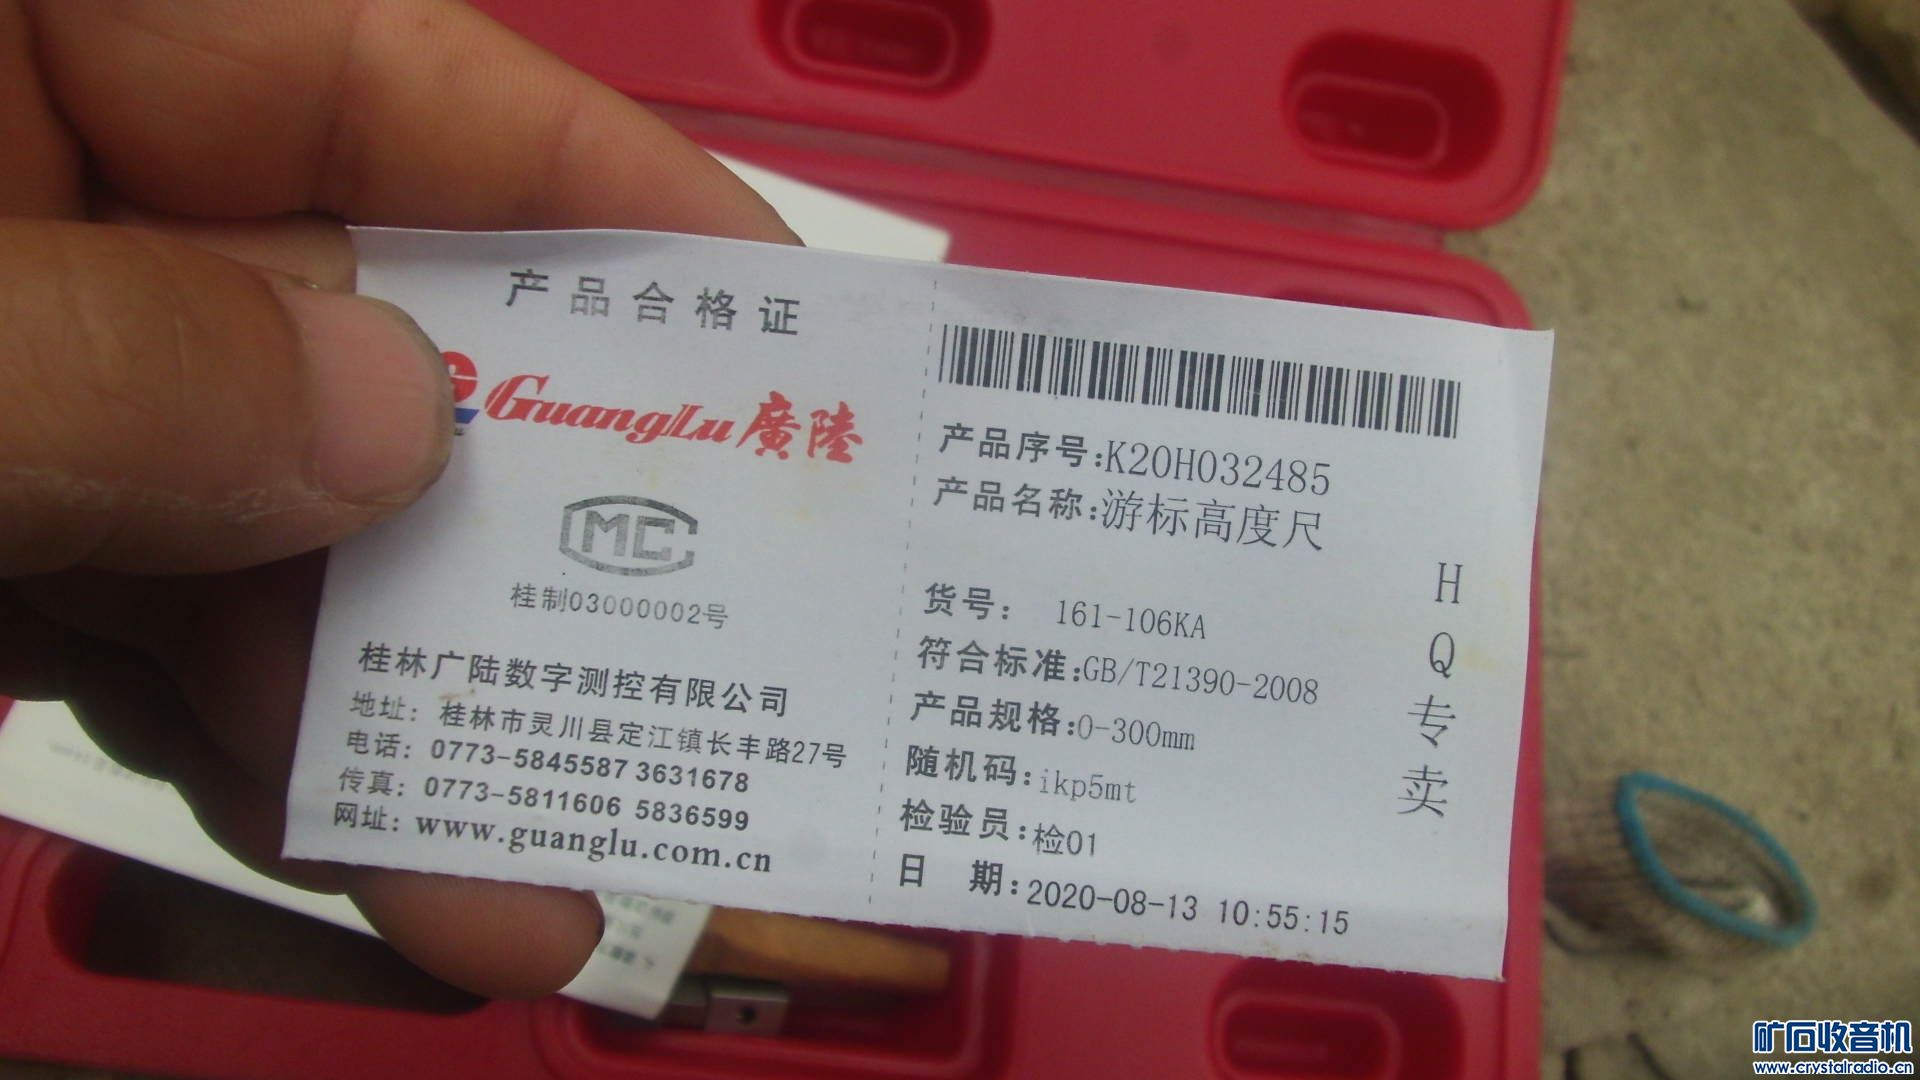 产品合格证
GuangLu 廣陸
MC
桂制03000002号
桂林广陆数字测控有限公司
地址：桂林市灵川县定江镇长丰路27号
电话：0773-5845587 3631678
传真：0773-5811606 5836599
网址：www.guanglu.com.cn
产品序号:K20H032485
产品名称:游标高度尺
货号： 161-106KA
符合标准:GB/T21390-2008
产品规格:0-300mm
随机码:ikp5mt
检验员:检01
日 期:2020-08-13 10:55:15
HQ专卖
矿石收音机
www.crystalradio.cn